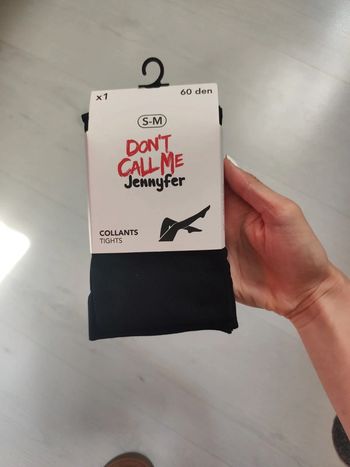 x1 60 den
S-M
DON'T
CALL ME
Jennyfer
COLLANTS
TIGHTS